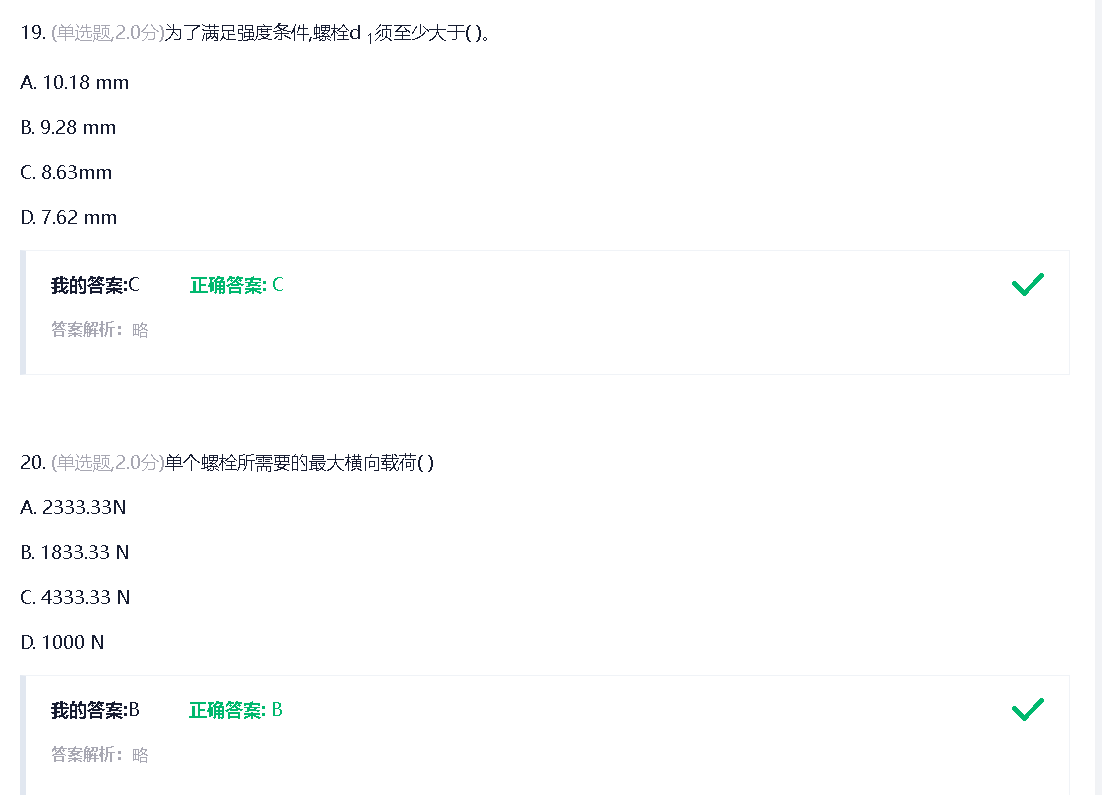 19. (单选题,2.0分)为了满足强度条件,螺栓d 1须至少大于( )。
A. 10.18 mm
B. 9.28 mm
C. 8.63mm
D. 7.62 mm
我的答案:C 正确答案: C
答案解析：略
20. (单选题,2.0分)单个螺栓所需要的最大横向载荷( )
A. 2333.33N
B. 1833.33 N
C. 4333.33 N
D. 1000 N
我的答案:B 正确答案: B
答案解析：略